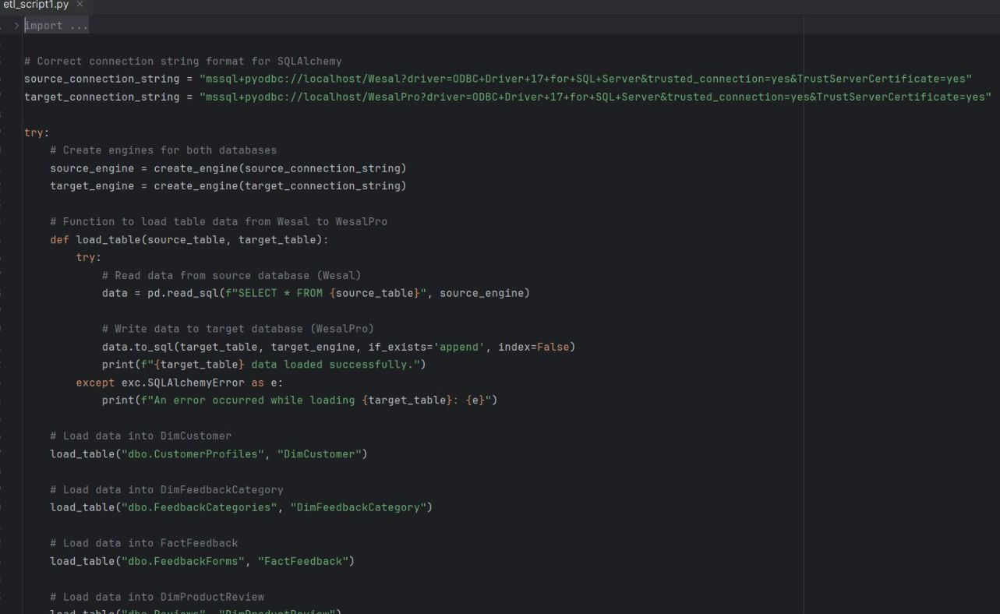 etl_script1.py ×
> import ...
# Correct connection string format for SQLAlchemy
source_connection_string = "mssql+pyodbc://localhost/Wesal?driver=ODBC+Driver+17+for+SQL+Server&trusted_connection=yes&TrustServerCertificate=yes"
target_connection_string = "mssql+pyodbc://localhost/WesalPro?driver=ODBC+Driver+17+for+SQL+Server&trusted_connection=yes&TrustServerCertificate=yes"
try:
# Create engines for both databases
source_engine = create_engine(source_connection_string)
target_engine = create_engine(target_connection_string)
# Function to load table data from Wesal to WesalPro
def load_table(source_table, target_table):
try:
# Read data from source database (Wesal)
data = pd.read_sql(f"SELECT * FROM {source_table}", source_engine)
# Write data to target database (WesalPro)
data.to_sql(target_table, target_engine, if_exists='append', index=False)
print(f"{target_table} data loaded successfully.")
except exc.SQLAlchemyError as e:
print(f"An error occurred while loading {target_table}: {e}")
# Load data into DimCustomer
load_table("dbo.CustomerProfiles", "DimCustomer")
# Load data into DimFeedbackCategory
load_table("dbo.FeedbackCategories", "DimFeedbackCategory")
# Load data into FactFeedback
load_table("dbo.FeedbackForms", "FactFeedback")
# Load data into DimProductReview
load_table("dbo.Reviews", "DimProductReview")